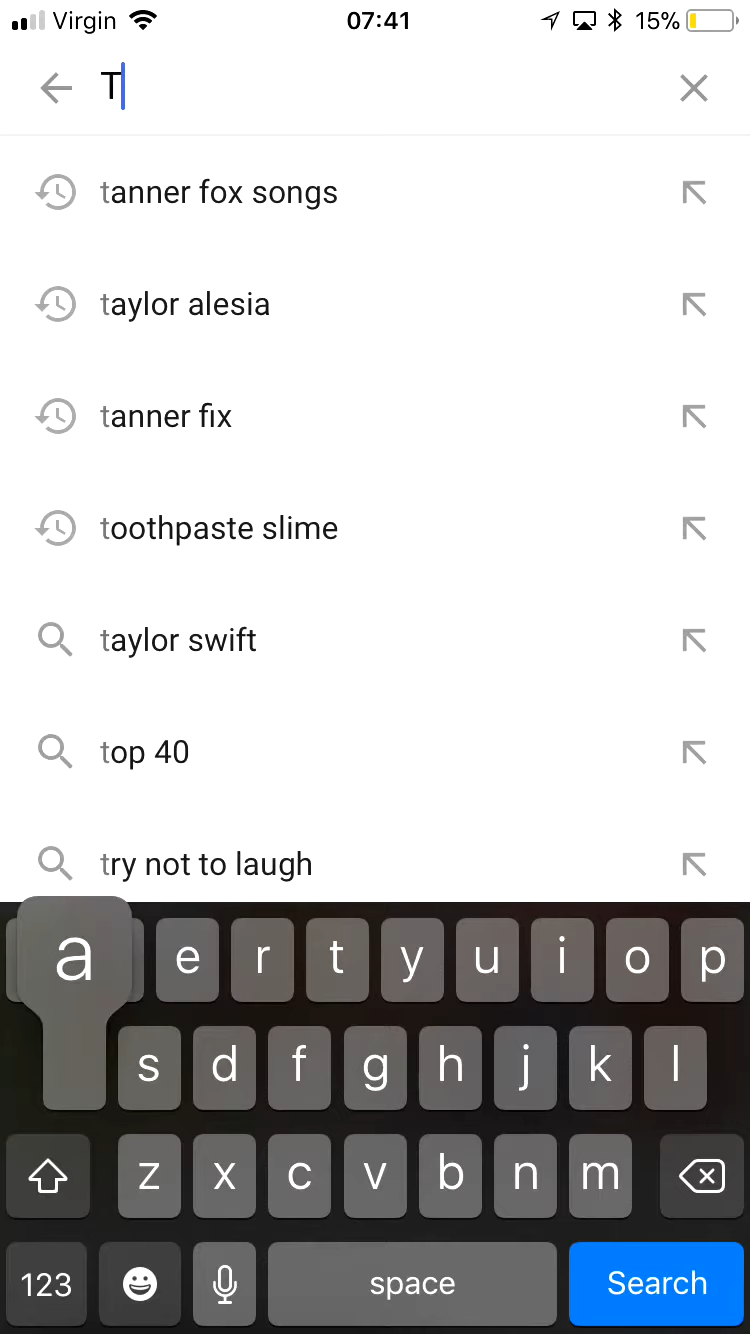 Virgin 07:41 15%
T
tanner fox songs
taylor alesia
tanner fix
toothpaste slime
taylor swift
top 40
try not to laugh
a e r t y u i o p
s d f g h j k l
z x c v b n m
123 space Search